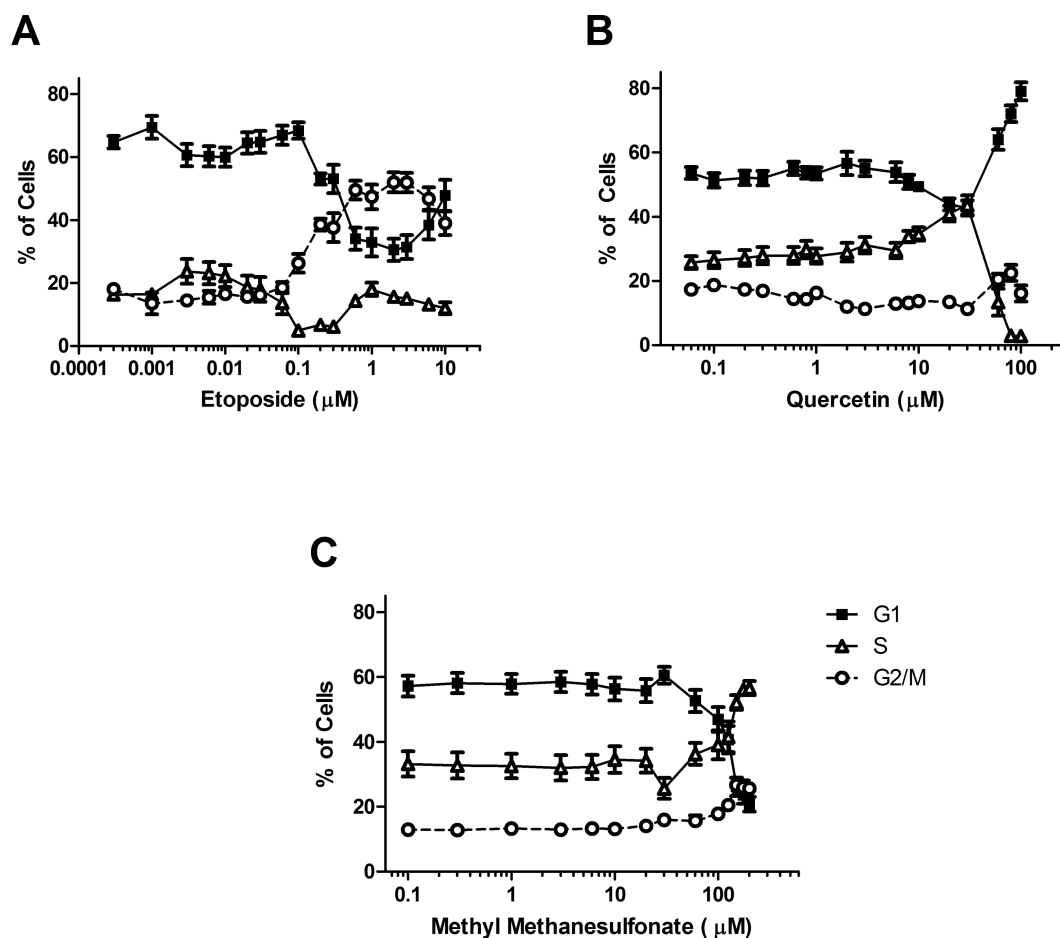 A
80
60
40
20
0
% of Cells
0.0001 0.001 0.01 0.1 1 10
Etoposide (μM)
B
80
60
40
20
0
% of Cells
0.1 1 10 100
Quercetin (μM)
C
80
60
40
20
0
% of Cells
0.1 1 10 100
Methyl Methanesulfonate ( μM)
G1
S
G2/M